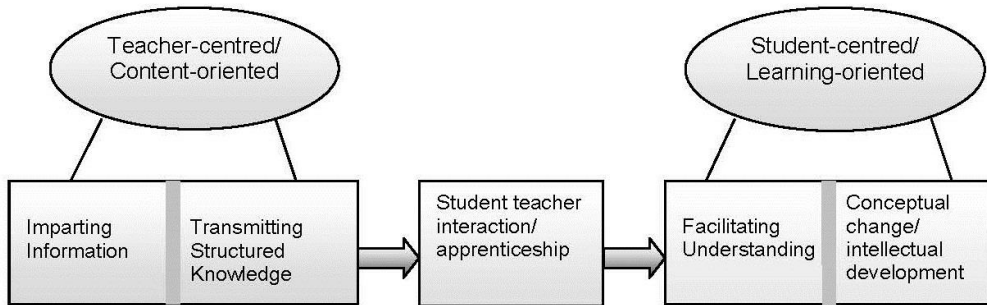 Teacher-centred/
Content-oriented
Student-centred/
Learning-oriented
Imparting
Information
Transmitting
Structured
Knowledge
Student teacher
interaction/
apprenticeship
Facilitating
Understanding
Conceptual
change/
intellectual
development